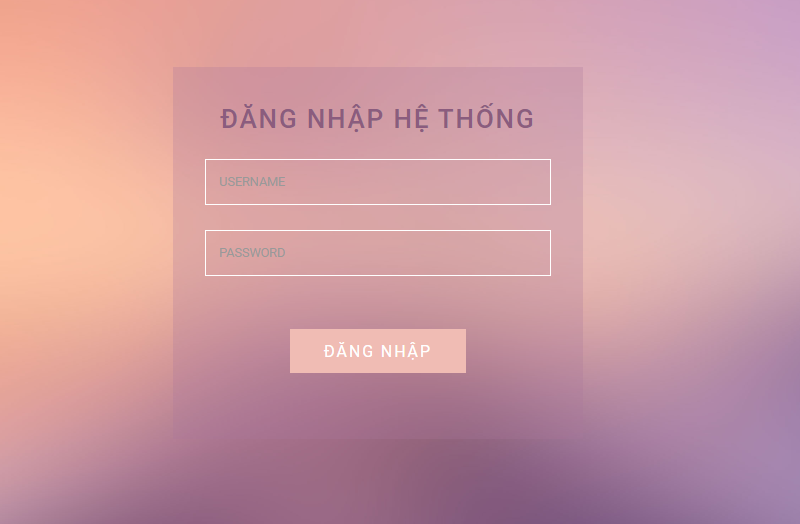 ĐĂNG NHẬP HỆ THỐNG
USERNAME
PASSWORD
ĐĂNG NHẬP